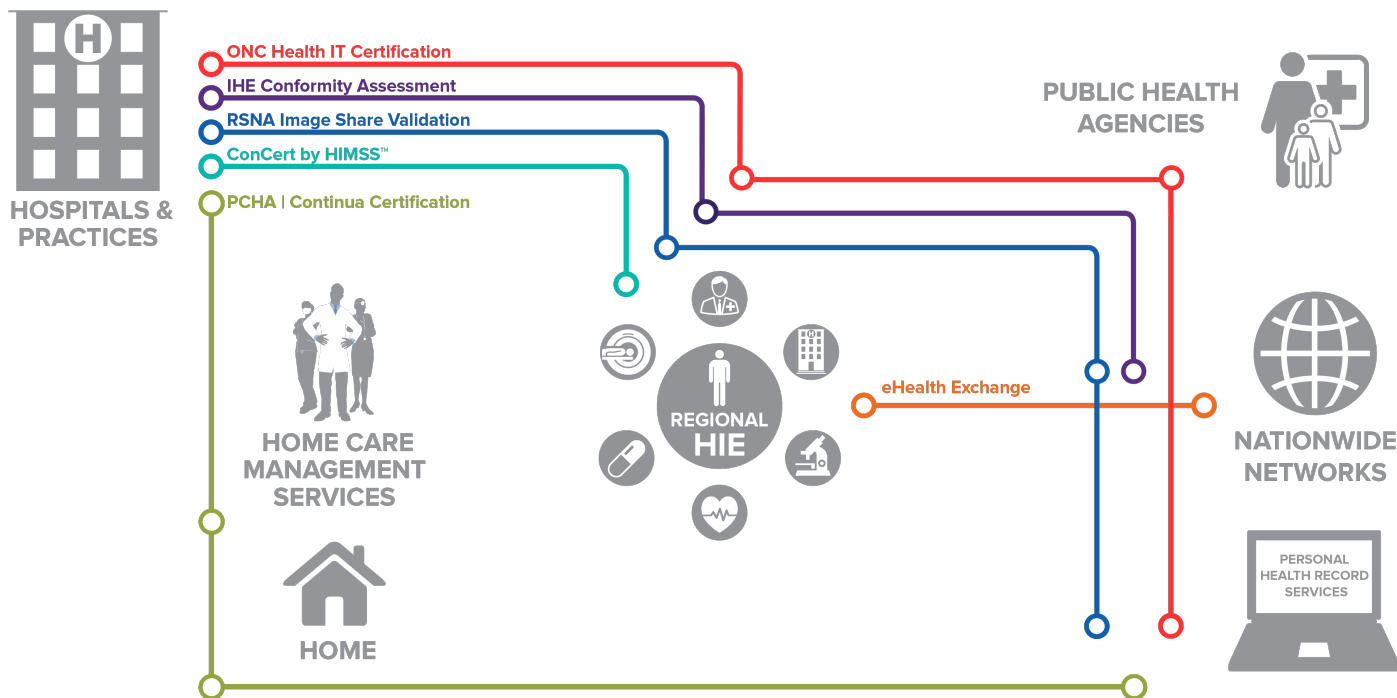 H
HOSPITALS &
PRACTICES
ONC Health IT Certification
IHE Conformity Assessment
RSNA Image Share Validation
ConCert by HIMSS™
PCHA | Continua Certification
PUBLIC HEALTH
AGENCIES
HOME CARE
MANAGEMENT
SERVICES
HOME
H
REGIONAL
HIE
eHealth Exchange
NATIONWIDE
NETWORKS
PERSONAL
HEALTH RECORD
SERVICES